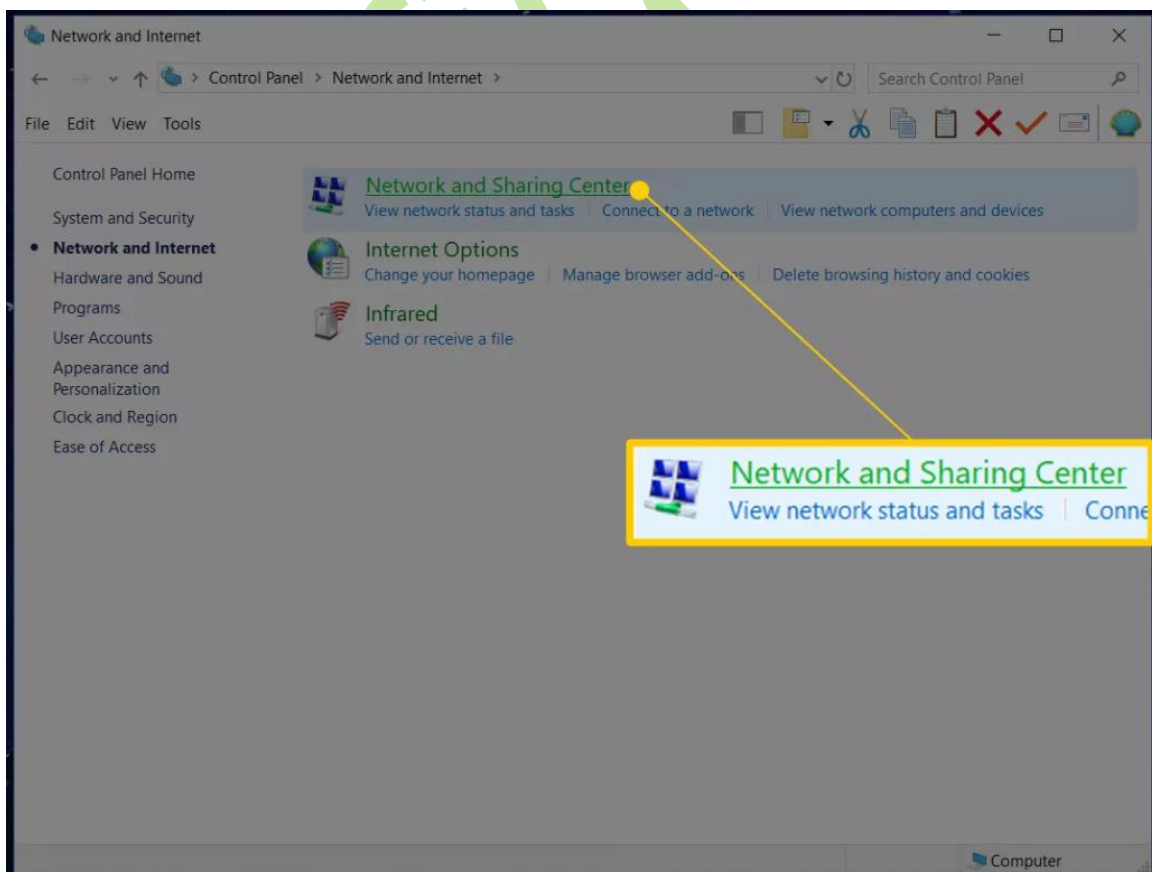 Network and Internet
Control Panel > Network and Internet >
Search Control Panel
File Edit View Tools
Control Panel Home
System and Security
Network and Internet
Hardware and Sound
Programs
User Accounts
Appearance and
Personalization
Clock and Region
Ease of Access
Network and Sharing Center
View network status and tasks Connect to a network View network computers and devices
Internet Options
Change your homepage Manage browser add-ons Delete browsing history and cookies
Infrared
Send or receive a file
Network and Sharing Center
View network status and tasks Conne
Computer